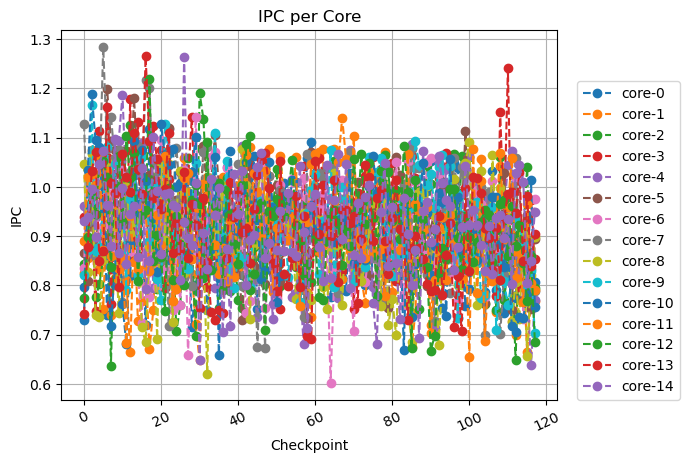 IPC per Core
IPC
1.3
1.2
1.1
1.0
0.9
0.8
0.7
0.6
0
20
40
60
80
100
120
Checkpoint
core-0
core-1
core-2
core-3
core-4
core-5
core-6
core-7
core-8
core-9
core-10
core-11
core-12
core-13
core-14